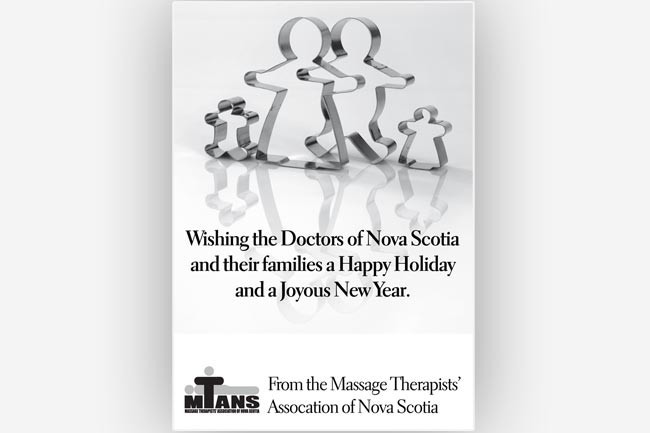 Wishing the Doctors of Nova Scotia
and their families a Happy Holiday
and a Joyous New Year.
MTANS
MASSAGE THERAPISTS' ASSOCIATION OF NOVA SCOTIA
From the Massage Therapists'
Assocation of Nova Scotia